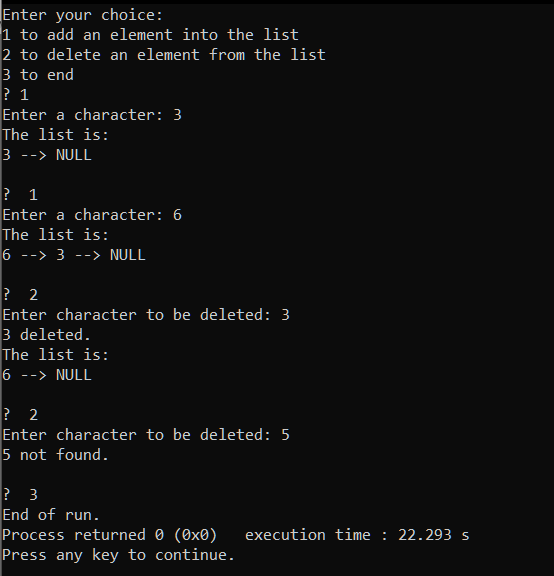 Enter your choice:
1 to add an element into the list
2 to delete an element from the list
3 to end
? 1
Enter a character: 3
The list is:
3 --> NULL

?  1
Enter a character: 6
The list is:
6 --> 3 --> NULL

?  2
Enter character to be deleted: 3
3 deleted.
The list is:
6 --> NULL

?  2
Enter character to be deleted: 5
5 not found.

?  3
End of run.
Process returned 0 (0x0)   execution time : 22.293 s
Press any key to continue.